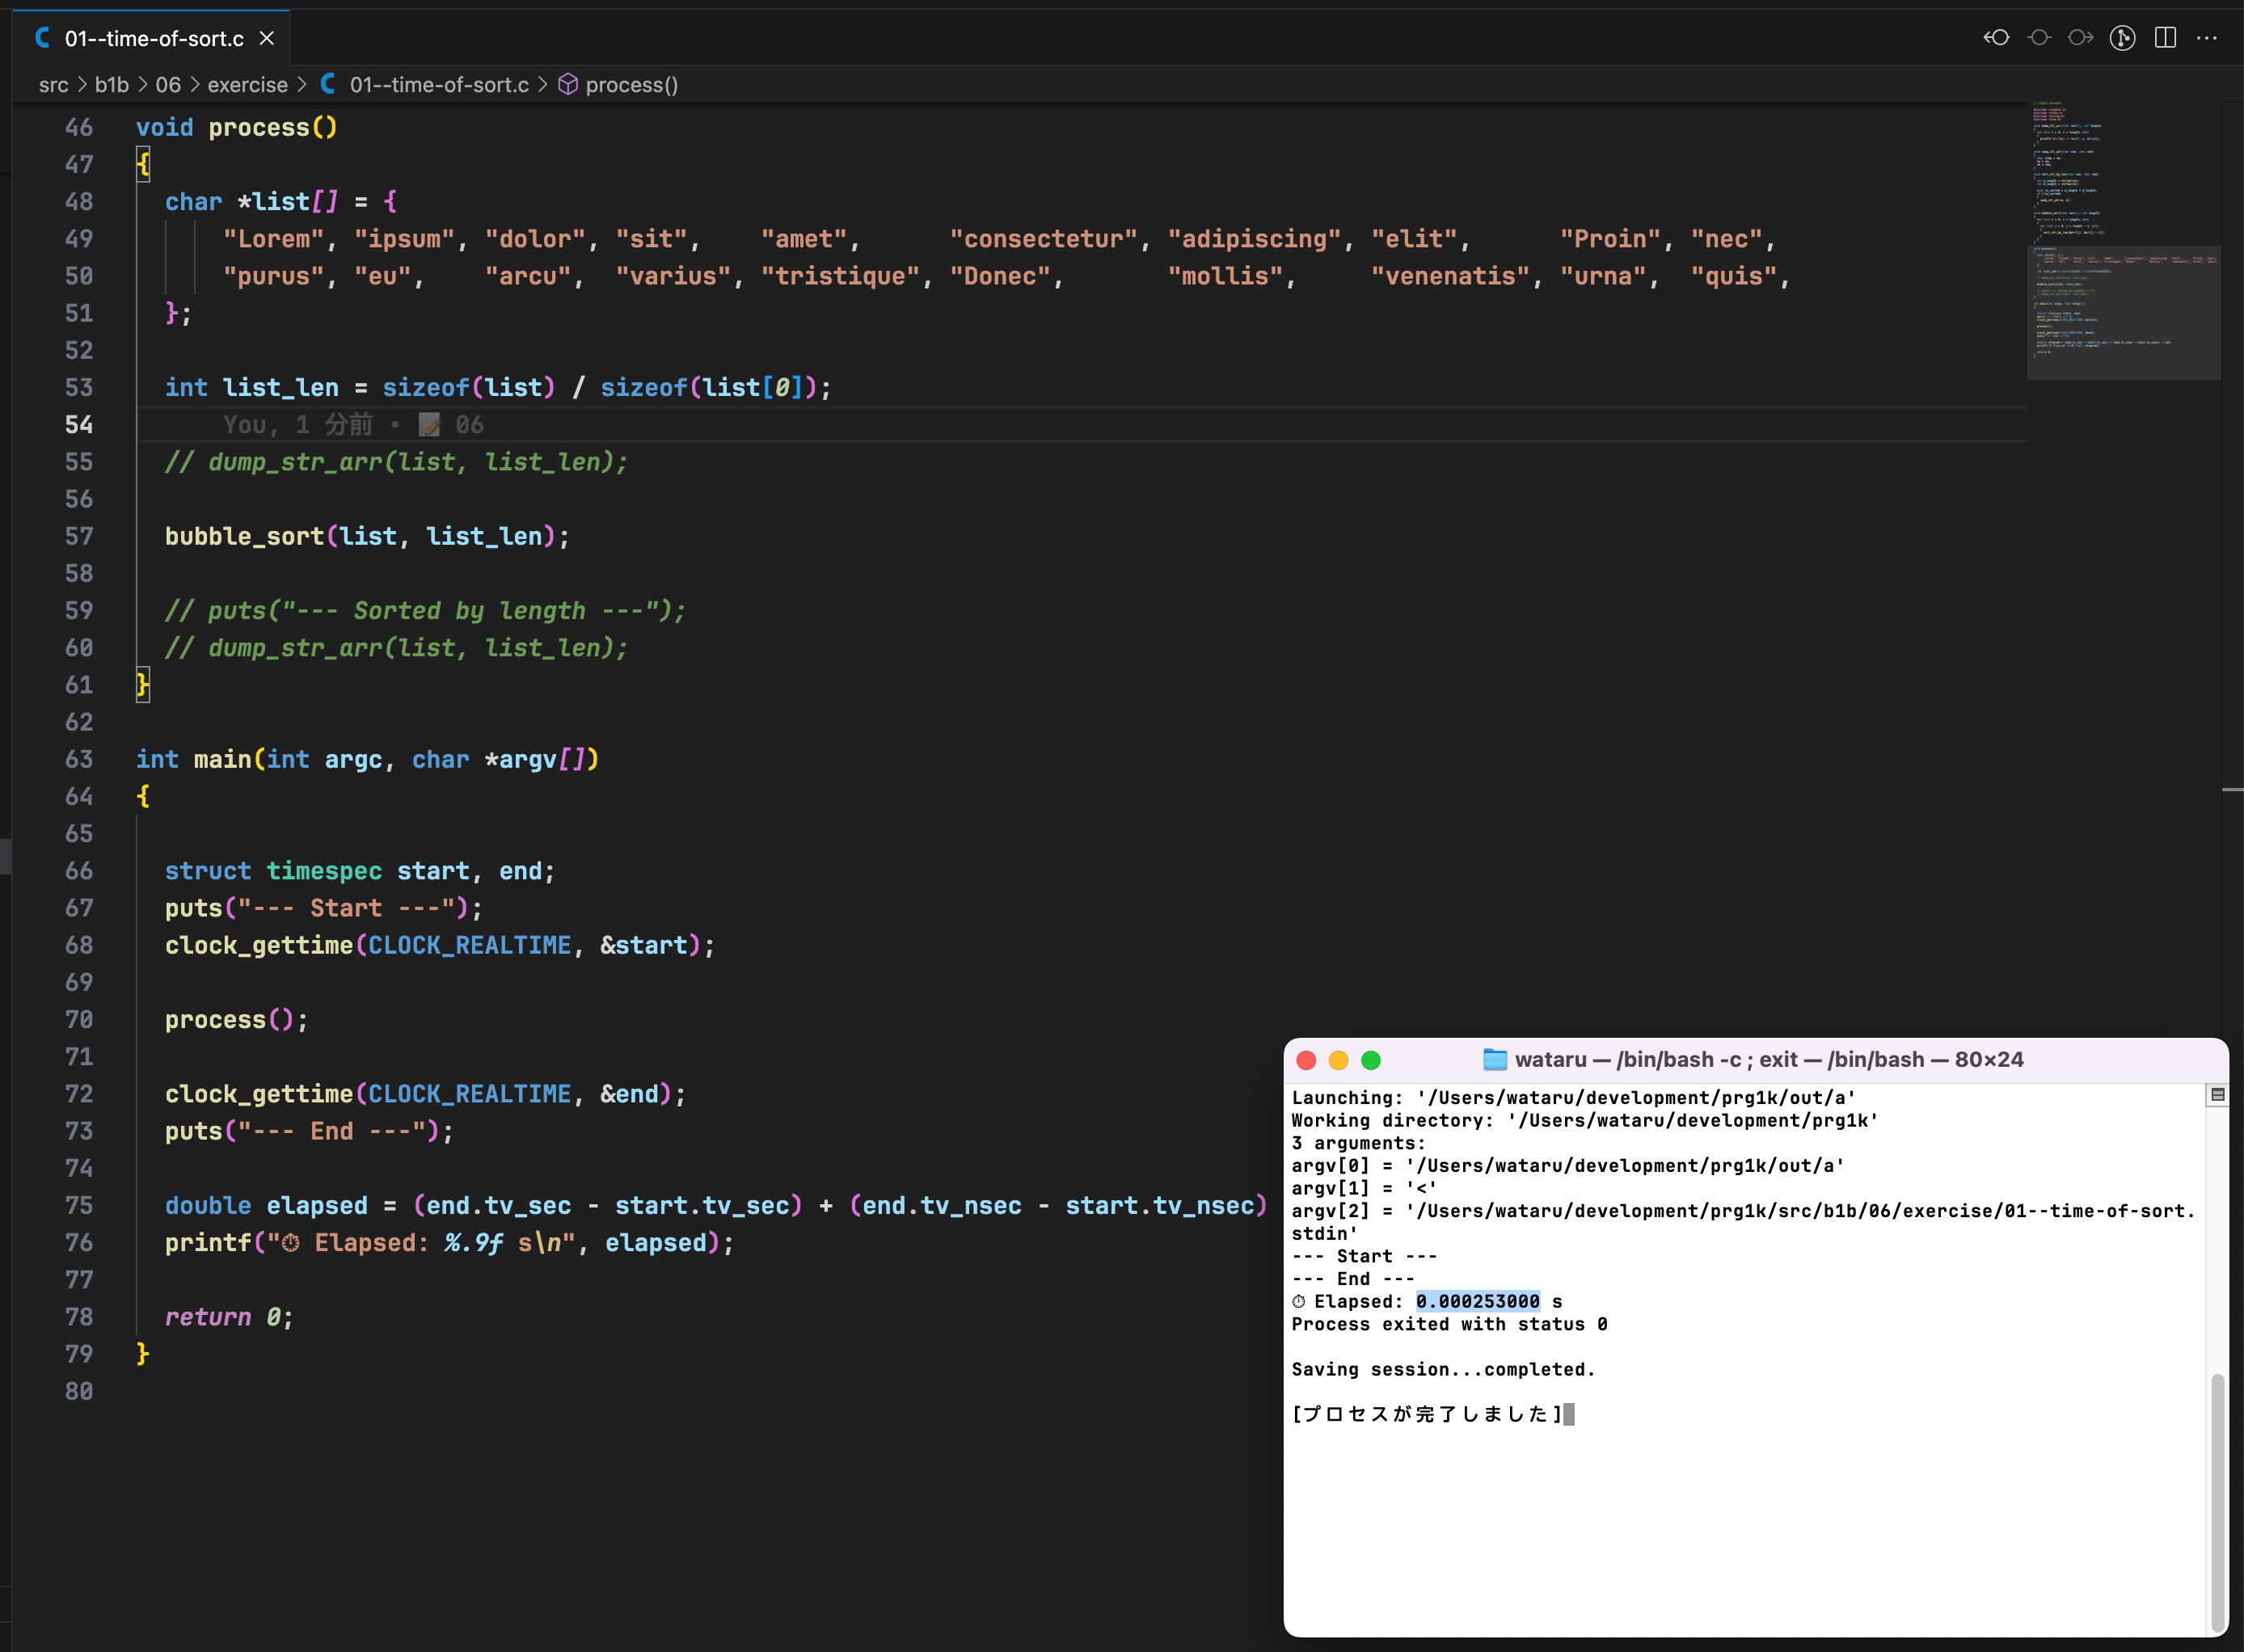 01--time-of-sort.c
src > b1b > 06 > exercise > C 01--time-of-sort.c > process()
46 void process()
47 {
48 char *list[] = {
49 "Lorem", "ipsum", "dolor", "sit", "amet", "consectetur", "adipiscing", "elit", "Proin", "nec",
50 "purus", "eu", "arcu", "varius", "tristique", "Donec", "mollis", "venenatis", "urna", "quis",
51 };
52
53 int list_len = sizeof(list) / sizeof(list[0]);
54 You, 1 分前 • 📝 06
55 // dump_str_arr(list, list_len);
56
57 bubble_sort(list, list_len);
58
59 // puts("--- Sorted by length ---");
60 // dump_str_arr(list, list_len);
61 }
62
63 int main(int argc, char *argv[])
64 {
65
66 struct timespec start, end;
67 puts("--- Start ---");
68 clock_gettime(CLOCK_REALTIME, &start);
69
70 process();
71
72 clock_gettime(CLOCK_REALTIME, &end);
73 puts("--- End ---");
74
75 double elapsed = (end.tv_sec - start.tv_sec) + (end.tv_nsec - start.tv_nsec)
76 printf("⏱ Elapsed: %.9f s\n", elapsed);
77
78 return 0;
79 }
80
wataru — /bin/bash -c ; exit — /bin/bash — 80×24
Launching: '/Users/wataru/development/prg1k/out/a'
Working directory: '/Users/wataru/development/prg1k'
3 arguments:
argv[0] = '/Users/wataru/development/prg1k/out/a'
argv[1] = '<'
argv[2] = '/Users/wataru/development/prg1k/src/b1b/06/exercise/01--time-of-sort.
stdin'
--- Start ---
--- End ---
⏱ Elapsed: 0.000253000 s
Process exited with status 0
Saving session...completed.
[プロセスが完了しました]